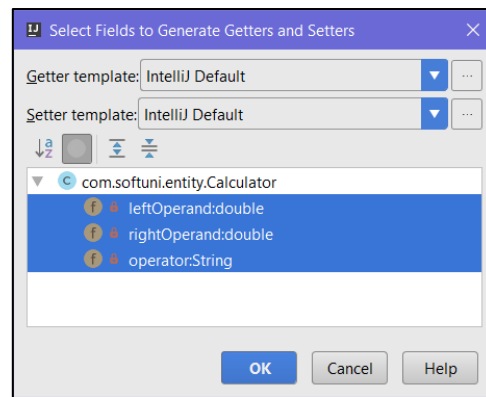 Select Fields to Generate Getters and Setters
Getter template: IntelliJ Default ...
Setter template: IntelliJ Default ...
com.softuni.entity.Calculator
leftOperand:double
rightOperand:double
operator:String
OK Cancel Help